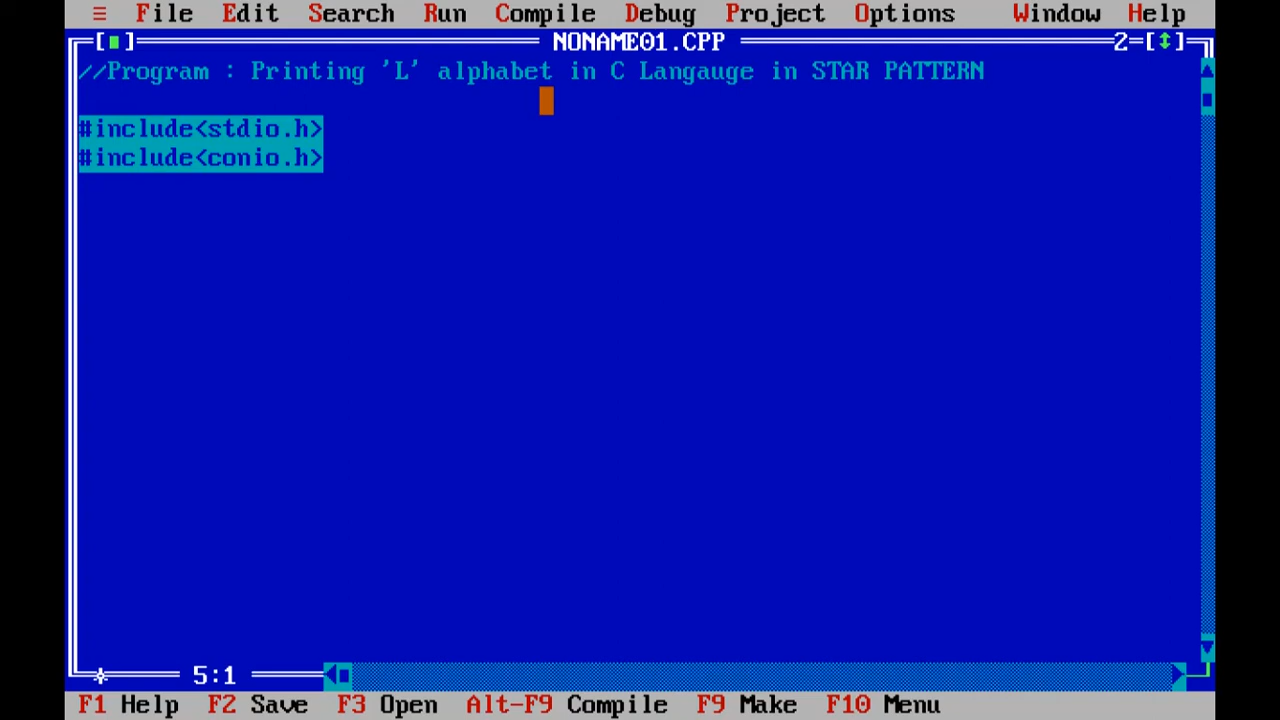 ≡ File Edit Search Run Compile Debug Project Options Window Help
[■] NONAME01.CPP 2=[↕]
//Program : Printing 'L' alphabet in C Langauge in STAR PATTERN
#include<stdio.h>
#include<conio.h>
5:1
F1 Help F2 Save F3 Open Alt-F9 Compile F9 Make F10 Menu